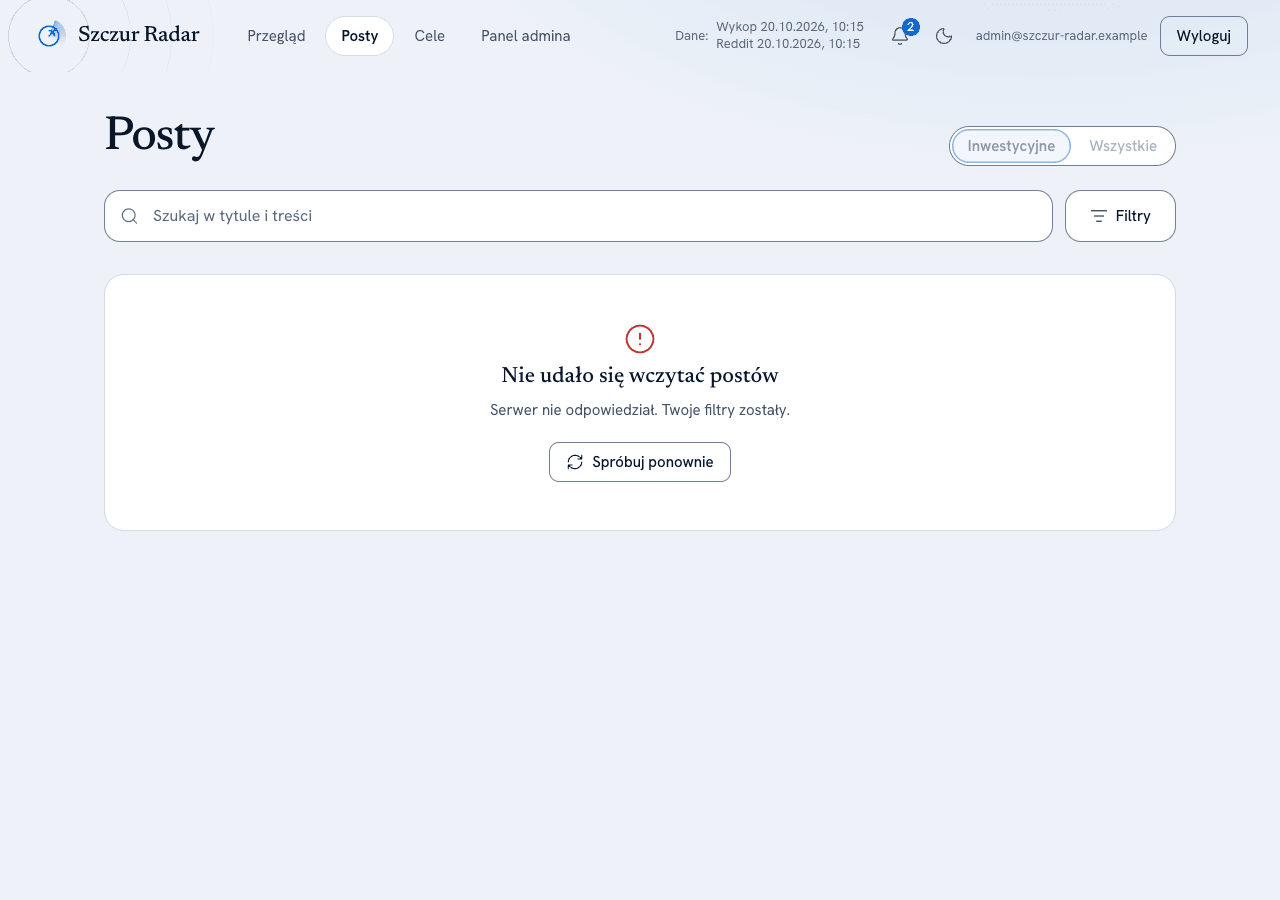 Szczur Radar
Przegląd
Posty
Cele
Panel admina
Dane:
Wykop 20.10.2026, 10:15
Reddit 20.10.2026, 10:15
2
admin@szczur-radar.example
Wyloguj
Posty
Inwestycyjne
Wszystkie
Szukaj w tytule i treści
Filtry
Nie udało się wczytać postów
Serwer nie odpowiedział. Twoje filtry zostały.
Spróbuj ponownie